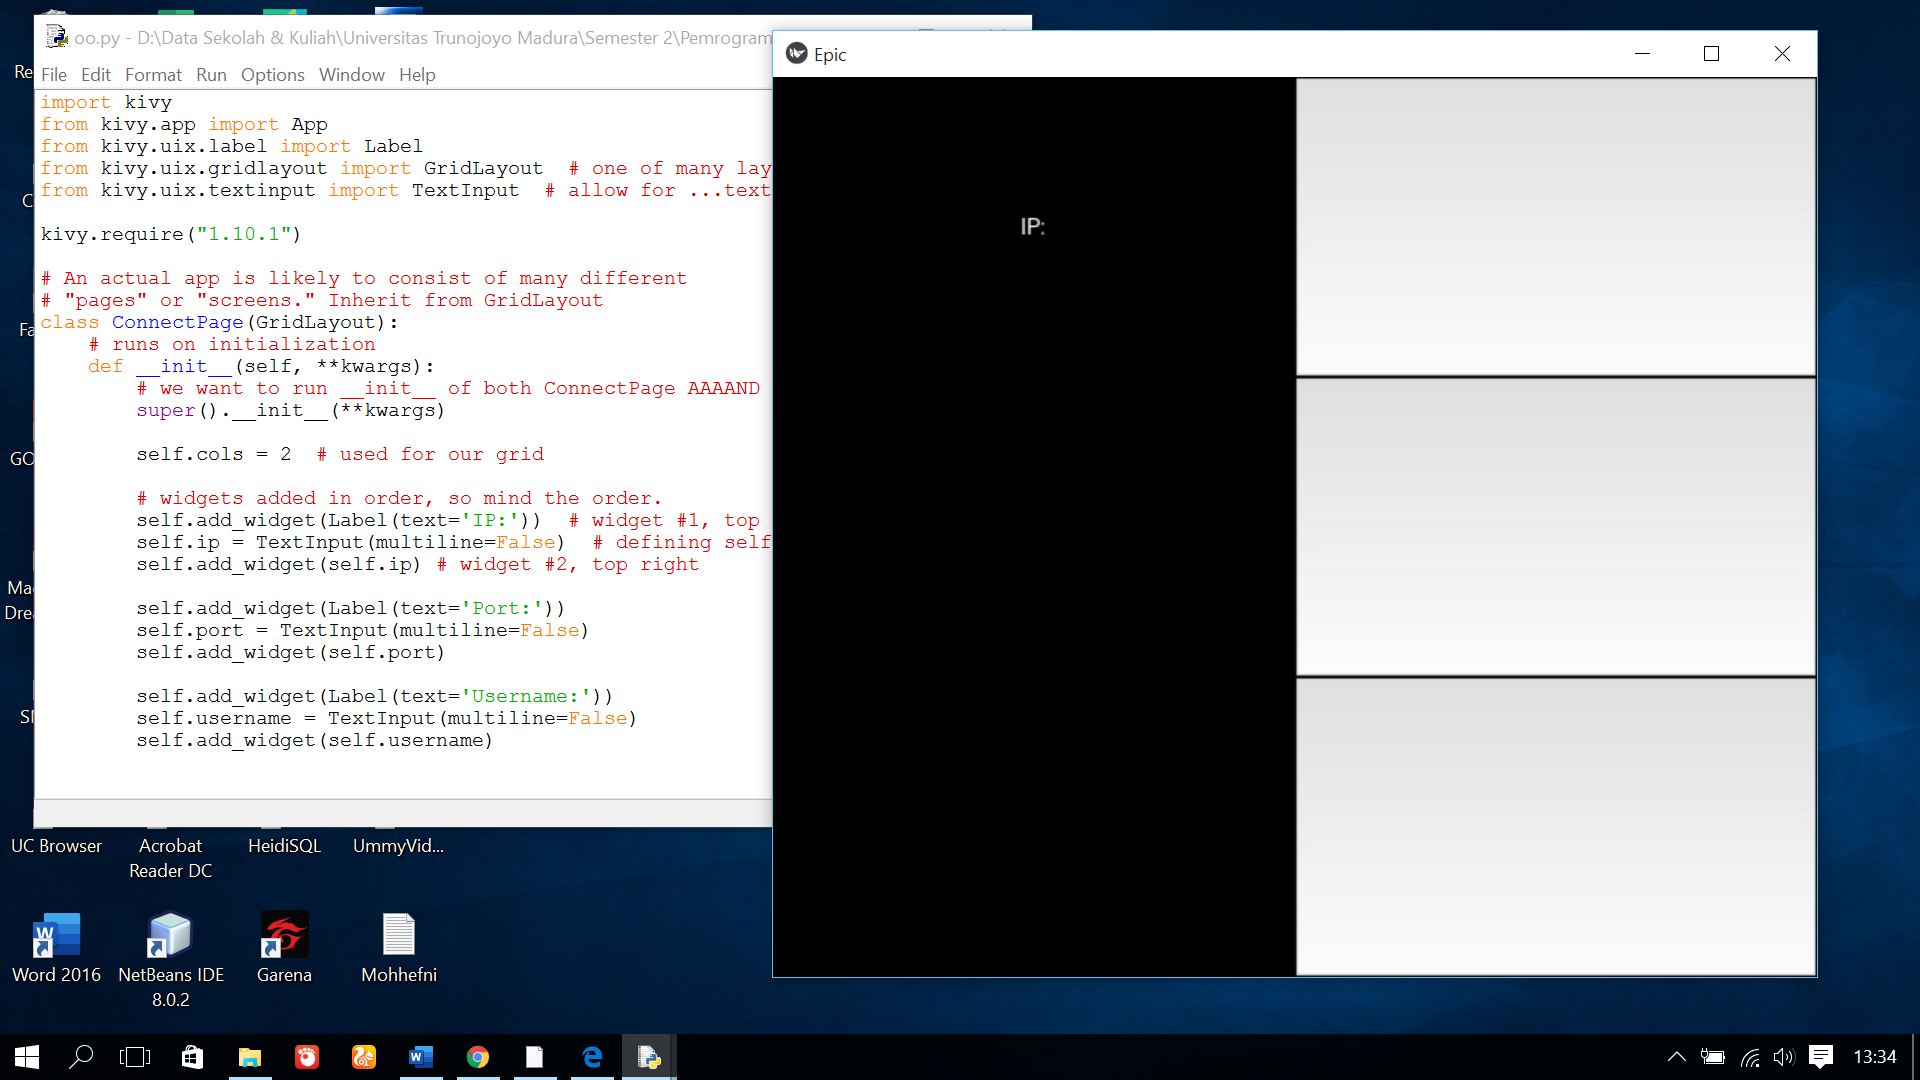 oo.py - D:\Data Sekolah & Kuliah\Universitas Trunojoyo Madura\Semester 2\Pemrogram
File Edit Format Run Options Window Help
import kivy
from kivy.app import App
from kivy.uix.label import Label
from kivy.uix.gridlayout import GridLayout  # one of many lay
from kivy.uix.textinput import TextInput  # allow for ...text
kivy.require("1.10.1")
# An actual app is likely to consist of many different
# "pages" or "screens." Inherit from GridLayout
class ConnectPage(GridLayout):
    # runs on initialization
    def __init__(self, **kwargs):
        # we want to run __init__ of both ConnectPage AAAAND
        super().__init__(**kwargs)
        self.cols = 2  # used for our grid
        # widgets added in order, so mind the order.
        self.add_widget(Label(text='IP:'))  # widget #1, top
        self.ip = TextInput(multiline=False)  # defining self
        self.add_widget(self.ip) # widget #2, top right
        self.add_widget(Label(text='Port:'))
        self.port = TextInput(multiline=False)
        self.add_widget(self.port)
        self.add_widget(Label(text='Username:'))
        self.username = TextInput(multiline=False)
        self.add_widget(self.username)
Epic
IP:
Re
C
Fa
GO
Ma
Dre
UC Browser
Acrobat
Reader DC
HeidiSQL
UmmyVid...
Word 2016
NetBeans IDE
8.0.2
Garena
Mohhefni
13:34